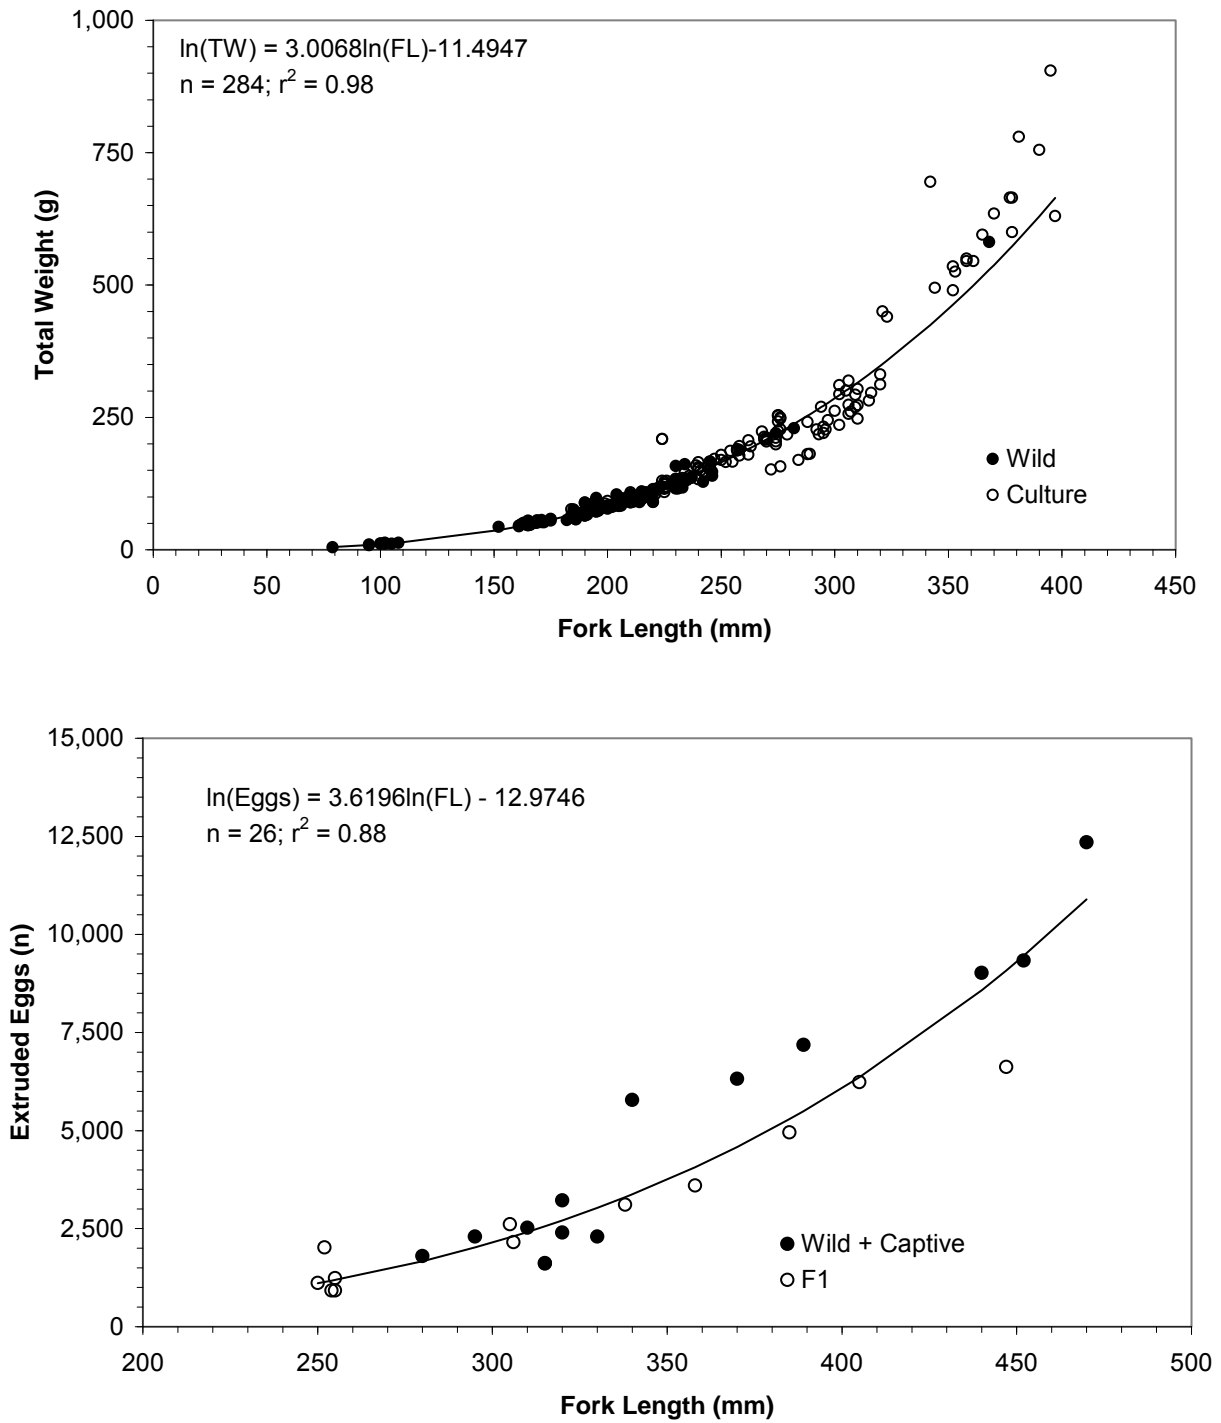 1,000
ln(TW) = 3.0068ln(FL)-11.4947
n = 284; r² = 0.98
750
500
250
0
Total Weight (g)
Wild
Culture
0 50 100 150 200 250 300 350 400 450
Fork Length (mm)
15,000
ln(Eggs) = 3.6196ln(FL) - 12.9746
n = 26; r² = 0.88
12,500
10,000
7,500
5,000
2,500
0
Extruded Eggs (n)
Wild + Captive
F1
200 250 300 350 400 450 500
Fork Length (mm)